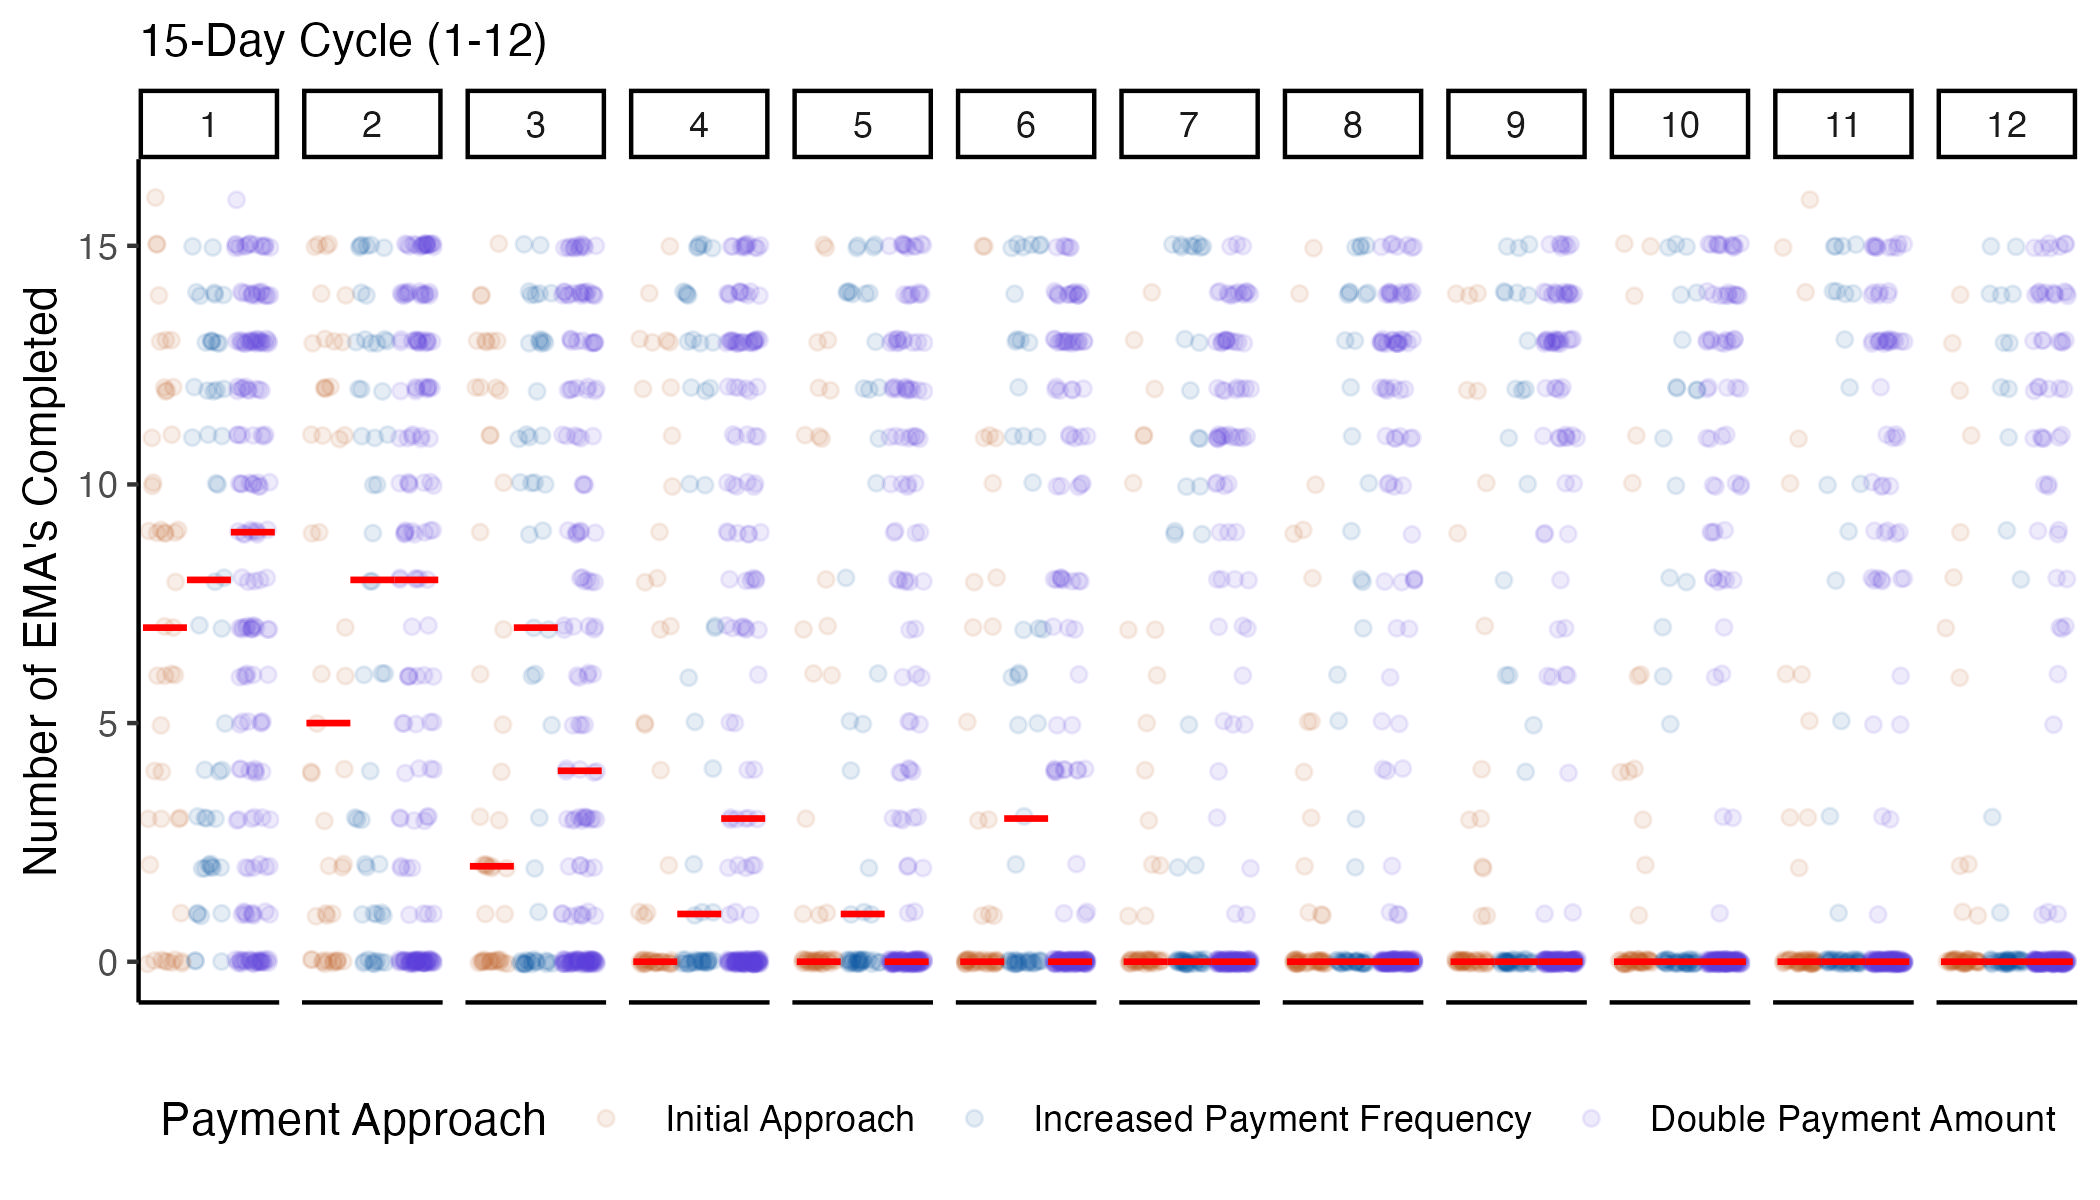 15-Day Cycle (1-12)
1 2 3 4 5 6 7 8 9 10 11 12
Number of EMA's Completed
15
10
5
0
Payment Approach Initial Approach Increased Payment Frequency Double Payment Amount